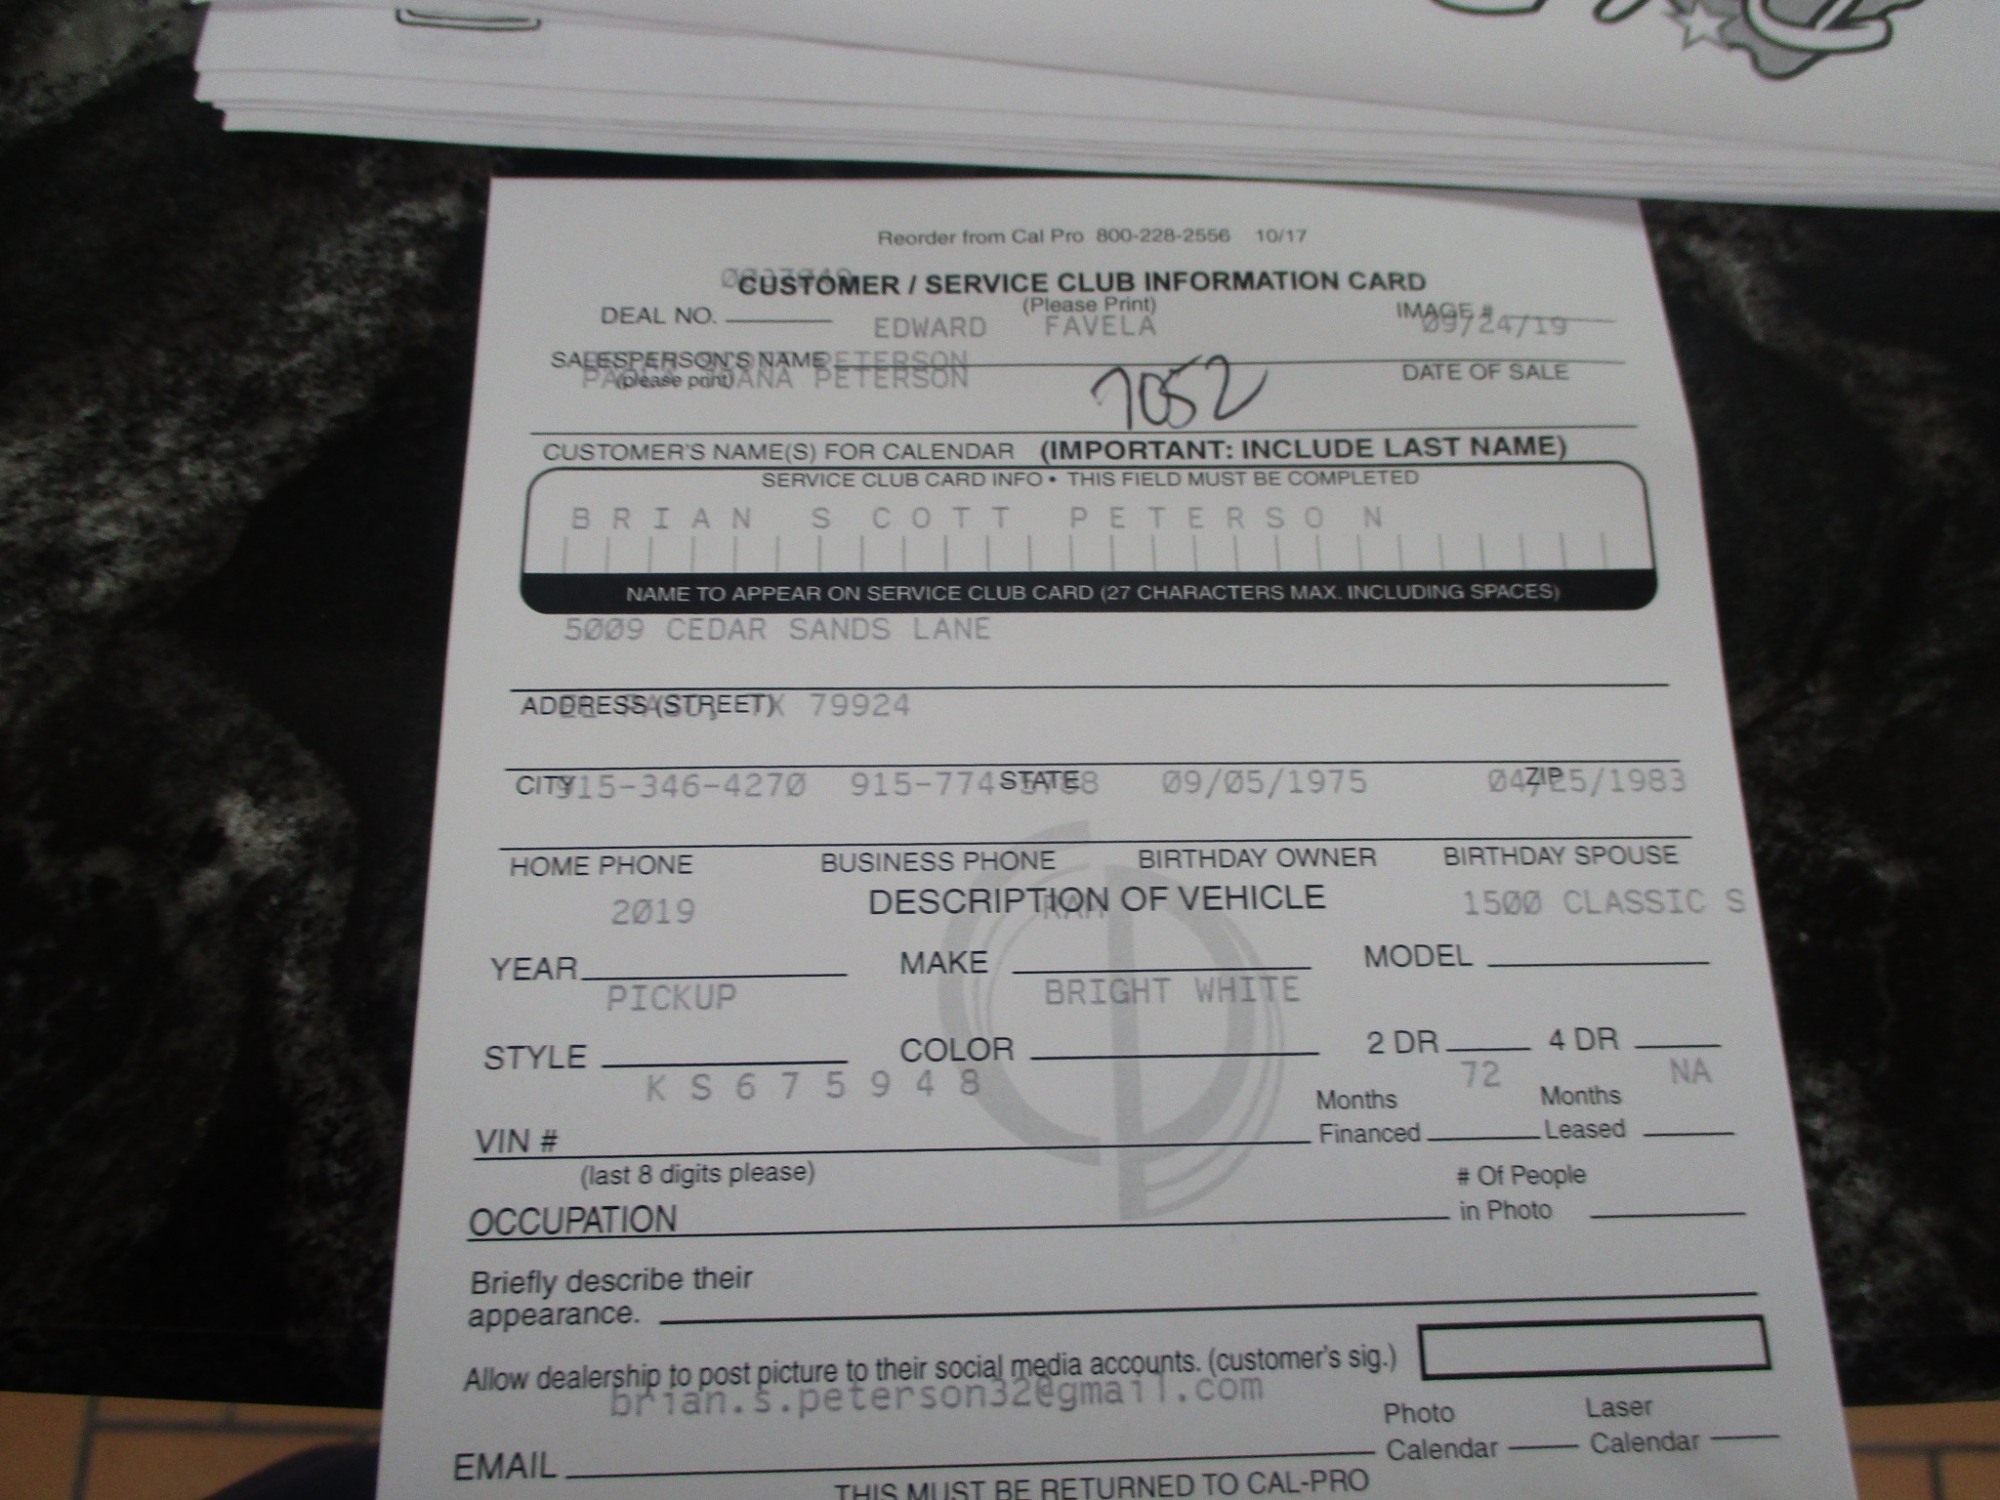 Reorder from Cal Pro 800-228-2556 10/17
CUSTOMER / SERVICE CLUB INFORMATION CARD
(Please Print)
DEAL NO.
IMAGE #
EDWARD FAVELA 09/24/19
SALESPERSON'S NAME
(please print)
DATE OF SALE
PETERSON
DANA PETERSON
7052
CUSTOMER'S NAME(S) FOR CALENDAR (IMPORTANT: INCLUDE LAST NAME)
SERVICE CLUB CARD INFO • THIS FIELD MUST BE COMPLETED
BRIAN SCOTT PETERSON
NAME TO APPEAR ON SERVICE CLUB CARD (27 CHARACTERS MAX. INCLUDING SPACES)
5009 CEDAR SANDS LANE
ADDRESS (STREET)
79924
CITY STATE ZIP
915-346-4270 09/05/1975
HOME PHONE BUSINESS PHONE BIRTHDAY OWNER BIRTHDAY SPOUSE
DESCRIPTION OF VEHICLE
2019 RAM 1500 CLASSIC S
YEAR MAKE MODEL
PICKUP BRIGHT WHITE
STYLE COLOR 2 DR 4 DR
KS675948 72 NA
VIN # Months Financed Months Leased
(last 8 digits please)
OCCUPATION # Of People in Photo
Briefly describe their
appearance.
Allow dealership to post picture to their social media accounts. (customer's sig.)
brian.s.peterson32@gmail.com
EMAIL Photo Calendar Laser Calendar
THIS MUST BE RETURNED TO CAL-PRO